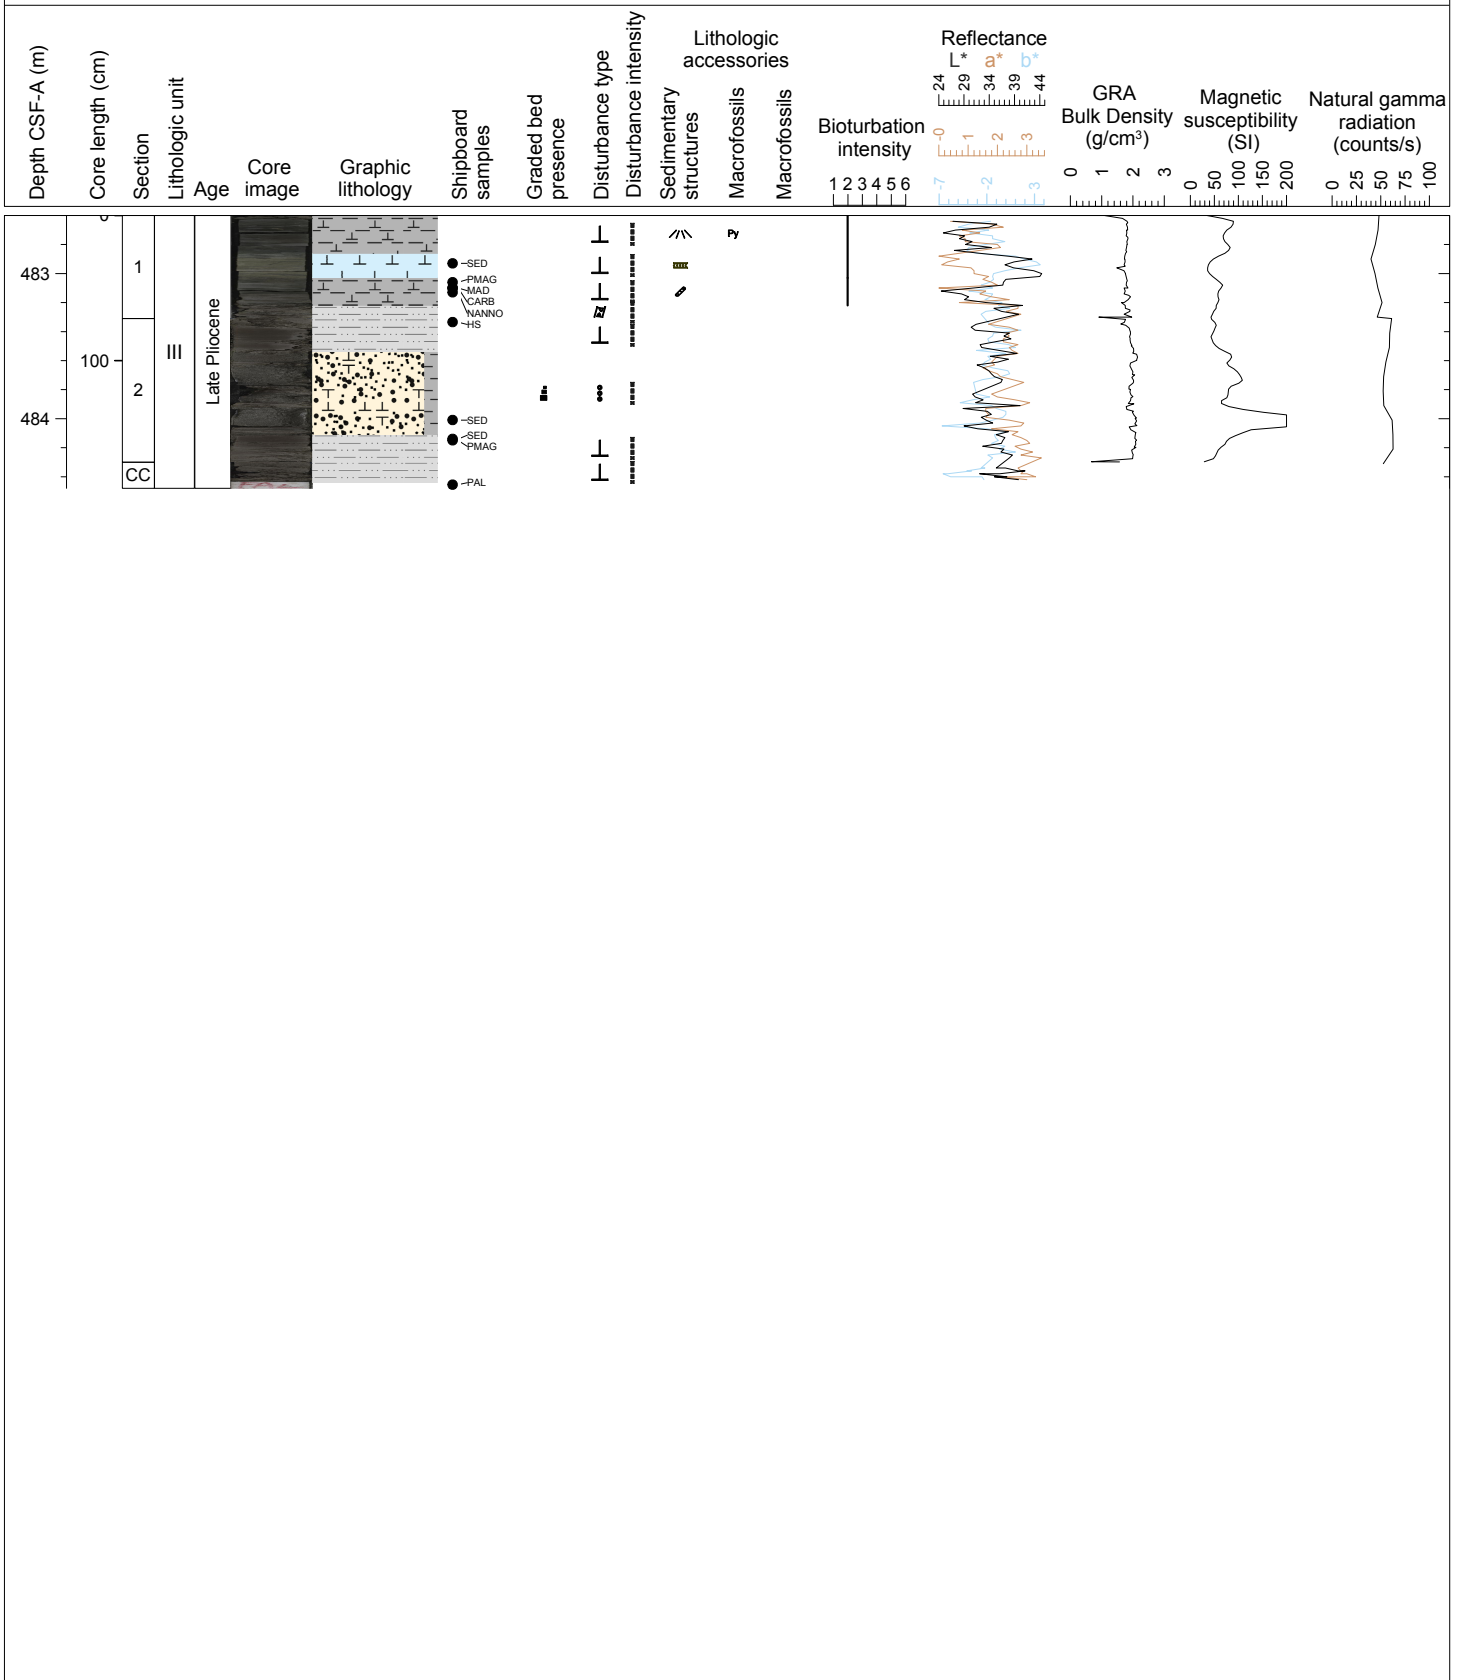 Depth CSF-A (m)
Core length (cm)
Section
Lithologic unit
Age
Core
image
Graphic
lithology
Shipboard
samples
Graded bed
presence
Disturbance type
Disturbance intensity
Lithologic
accessories
Sedimentary
structures
Macrofossils
Macrofossils
Bioturbation
intensity
1 2 3 4 5 6
Reflectance
L* a* b*
24 29 34 39 44
-0 1 2 3
-7 -2 3
GRA
Bulk Density
(g/cm³)
0 1 2 3
Magnetic
susceptibility
(SI)
0 50 100 150 200
Natural gamma
radiation
(counts/s)
0 25 50 75 100
0
483
484
100
1
2
CC
III
Late Pliocene
SED
PMAG
MAD
CARB
NANNO
HS
SED
SED
PMAG
PAL
Py